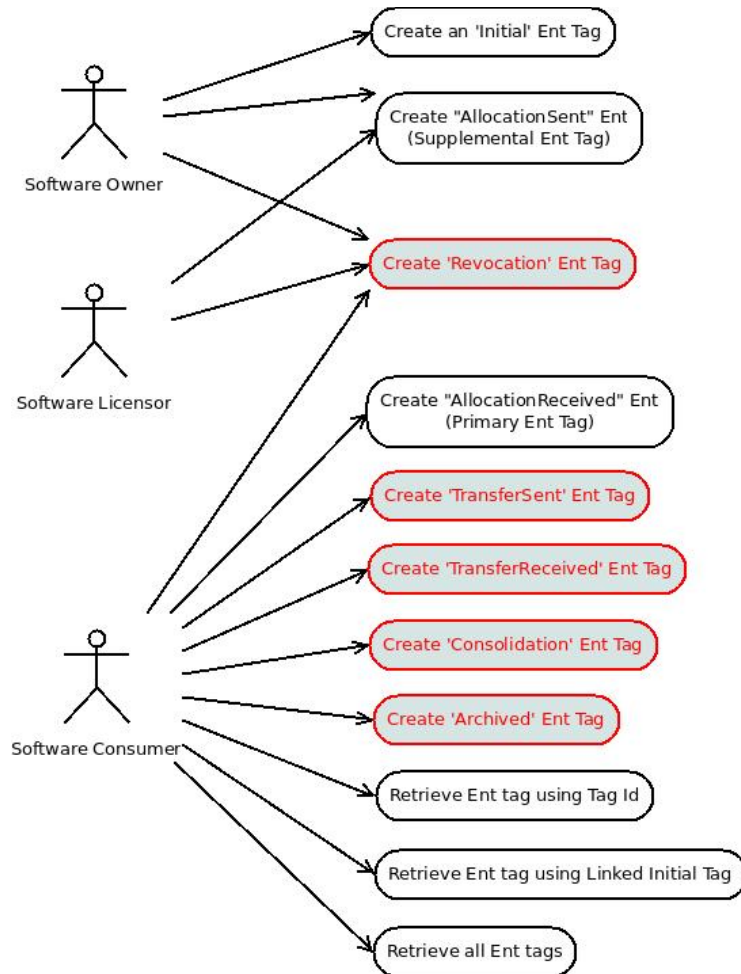 Create an 'Initial' Ent Tag
Create "AllocationSent" Ent
(Supplemental Ent Tag)
Software Owner
Create 'Revocation' Ent Tag
Software Licensor
Create "AllocationReceived" Ent
(Primary Ent Tag)
Create 'TransferSent' Ent Tag
Create 'TransferReceived' Ent Tag
Create 'Consolidation' Ent Tag
Create 'Archived' Ent Tag
Software Consumer
Retrieve Ent tag using Tag Id
Retrieve Ent tag using Linked Initial Tag
Retrieve all Ent tags